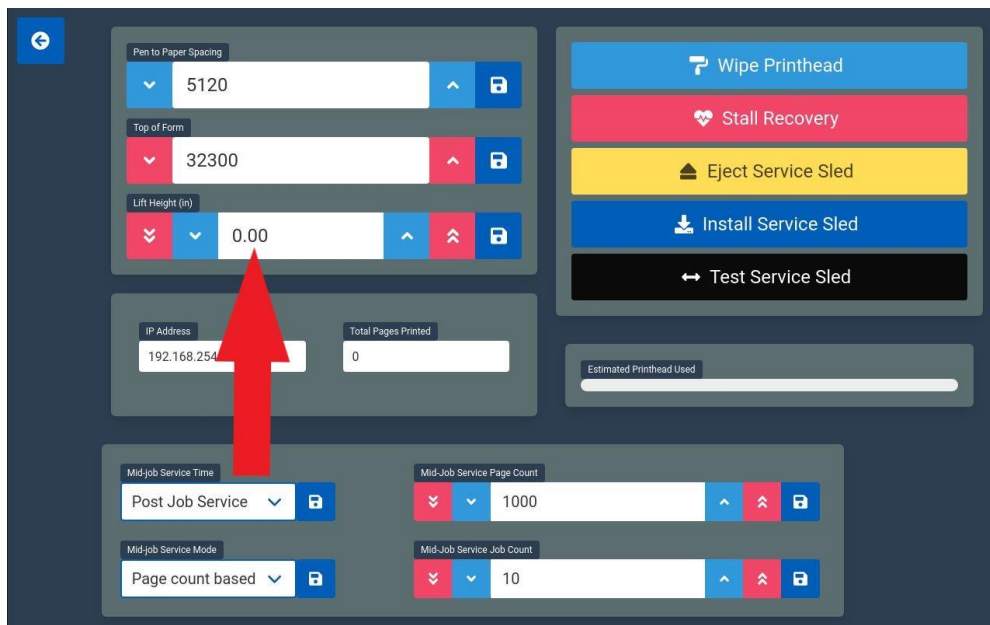 Pen to Paper Spacing
5120
Top of Form
32300
Lift Height (in)
0.00
Wipe Printhead
Stall Recovery
Eject Service Sled
Install Service Sled
Test Service Sled
IP Address
192.168.254
Total Pages Printed
0
Estimated Printhead Used
Mid-job Service Time
Post Job Service
Mid-Job Service Page Count
1000
Mid-job Service Mode
Page count based
Mid-Job Service Job Count
10